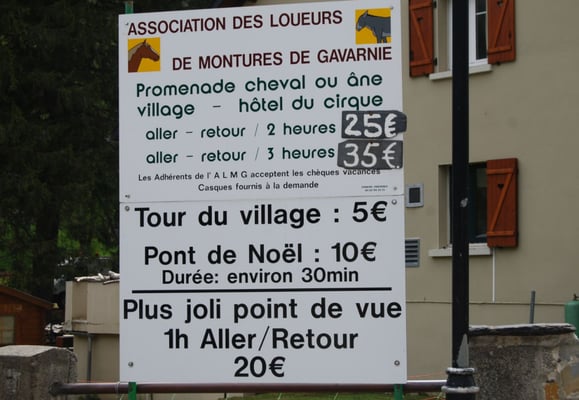 ASSOCIATION DES LOUEURS
DE MONTURES DE GAVARNIE
Promenade cheval ou âne
village – hôtel du cirque
aller – retour / 2 heures 25€
aller – retour / 3 heures 35€
Les Adhérents de l' A L M G acceptent les chèques vacances
Casques fournis à la demande
Tour du village : 5€
Pont de Noël : 10€
Durée: environ 30min
Plus joli point de vue
1h Aller/Retour
20€